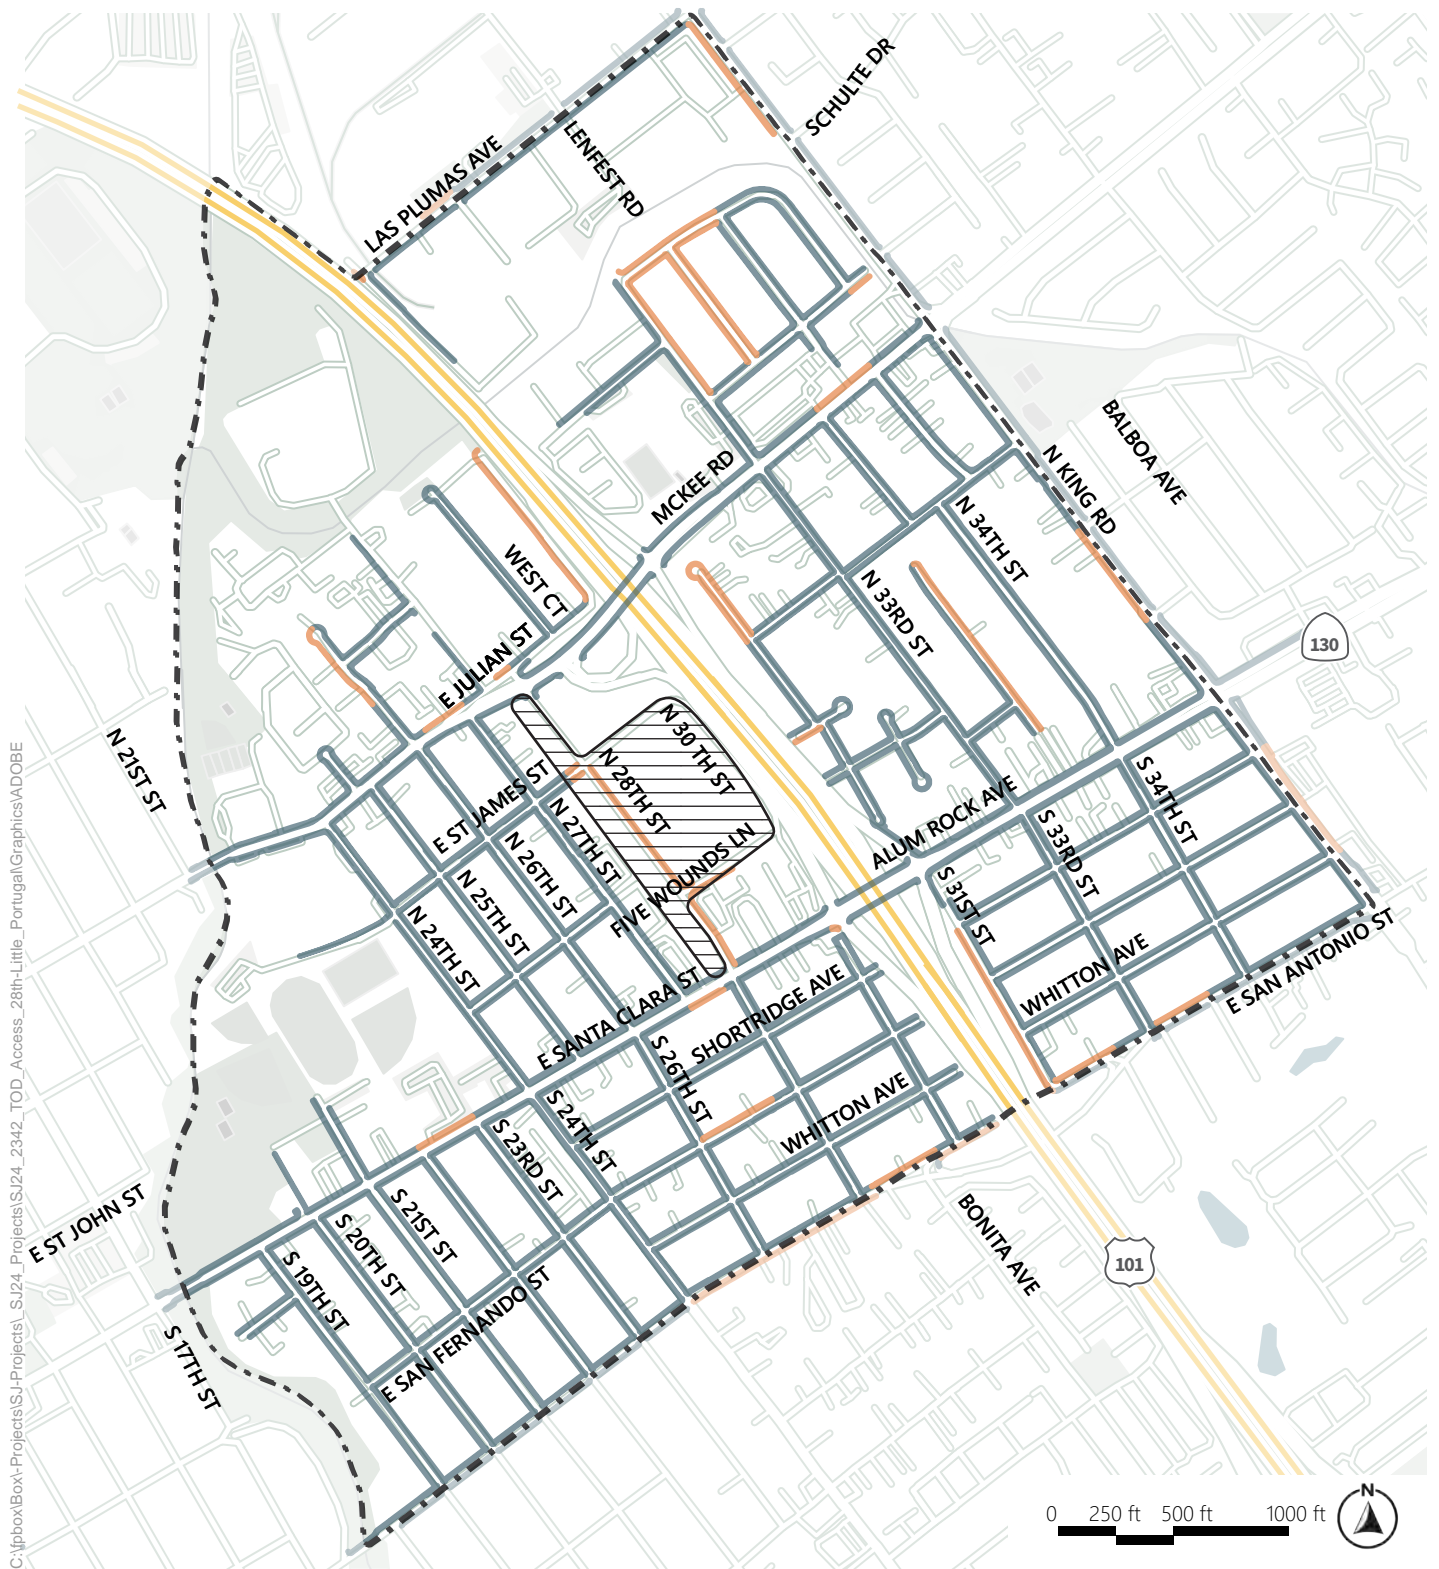 SCHULTE DR
LENFEST RD
LAS PLUMAS AVE
BALBOA AVE
N KING RD
MCKEE RD
N 34TH ST
WEST CT
N 33RD ST
E JULIAN ST
130
N 21ST ST
N 30 TH ST
N 28TH ST
E ST JAMES ST
N 27TH ST
N 26TH ST
N 25TH ST
N 24TH ST
FIVE WOUNDS LN
ALUM ROCK AVE
S 34TH ST
S 33RD ST
S 31ST ST
WHITTON AVE
E SAN ANTONIO ST
E SANTA CLARA ST
SHORTRIDGE AVE
S 26TH ST
S 24TH ST
WHITTON AVE
S 23RD ST
S 21ST ST
S 20TH ST
S 19TH ST
E ST JOHN ST
S 17TH ST
E SAN FERNANDO ST
BONITA AVE
101
0 250 ft 500 ft 1000 ft
N
C:\fpbox\Box\-Projects\SJ-Projects\_SJ24_Projects\SJ24_2342_TOD_Access_28th-Little_Portugal\Graphics\ADOBE